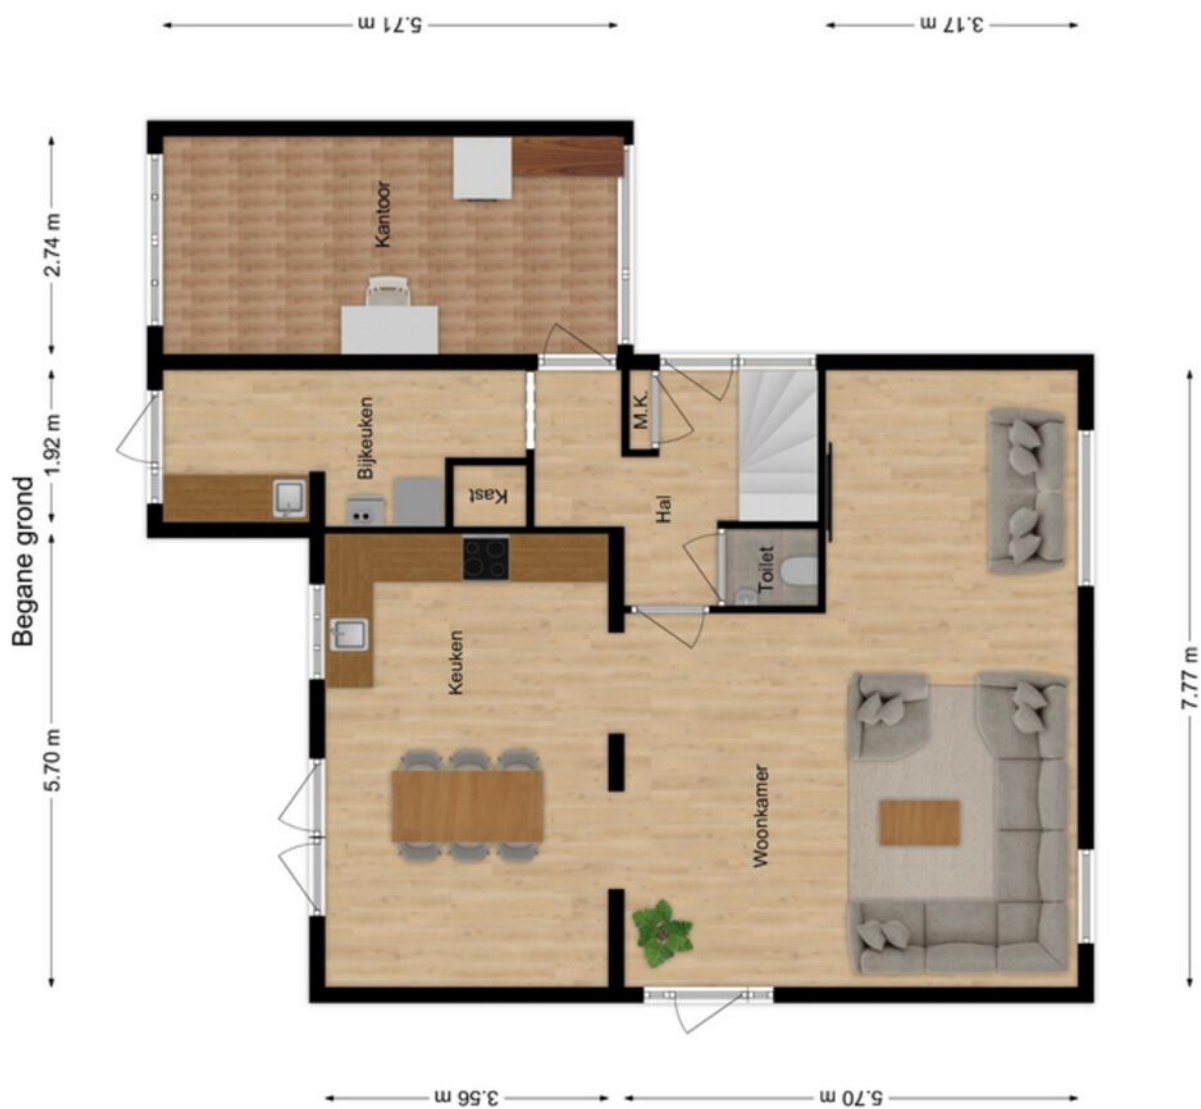 5.71 m
3.17 m
2.74 m
Kantoor
1.92 m
Bijkeuken
M.K.
Kast
Hal
Begane grond
Toilet
Keuken
5.70 m
7.77 m
Woonkamer
3.56 m
5.70 m